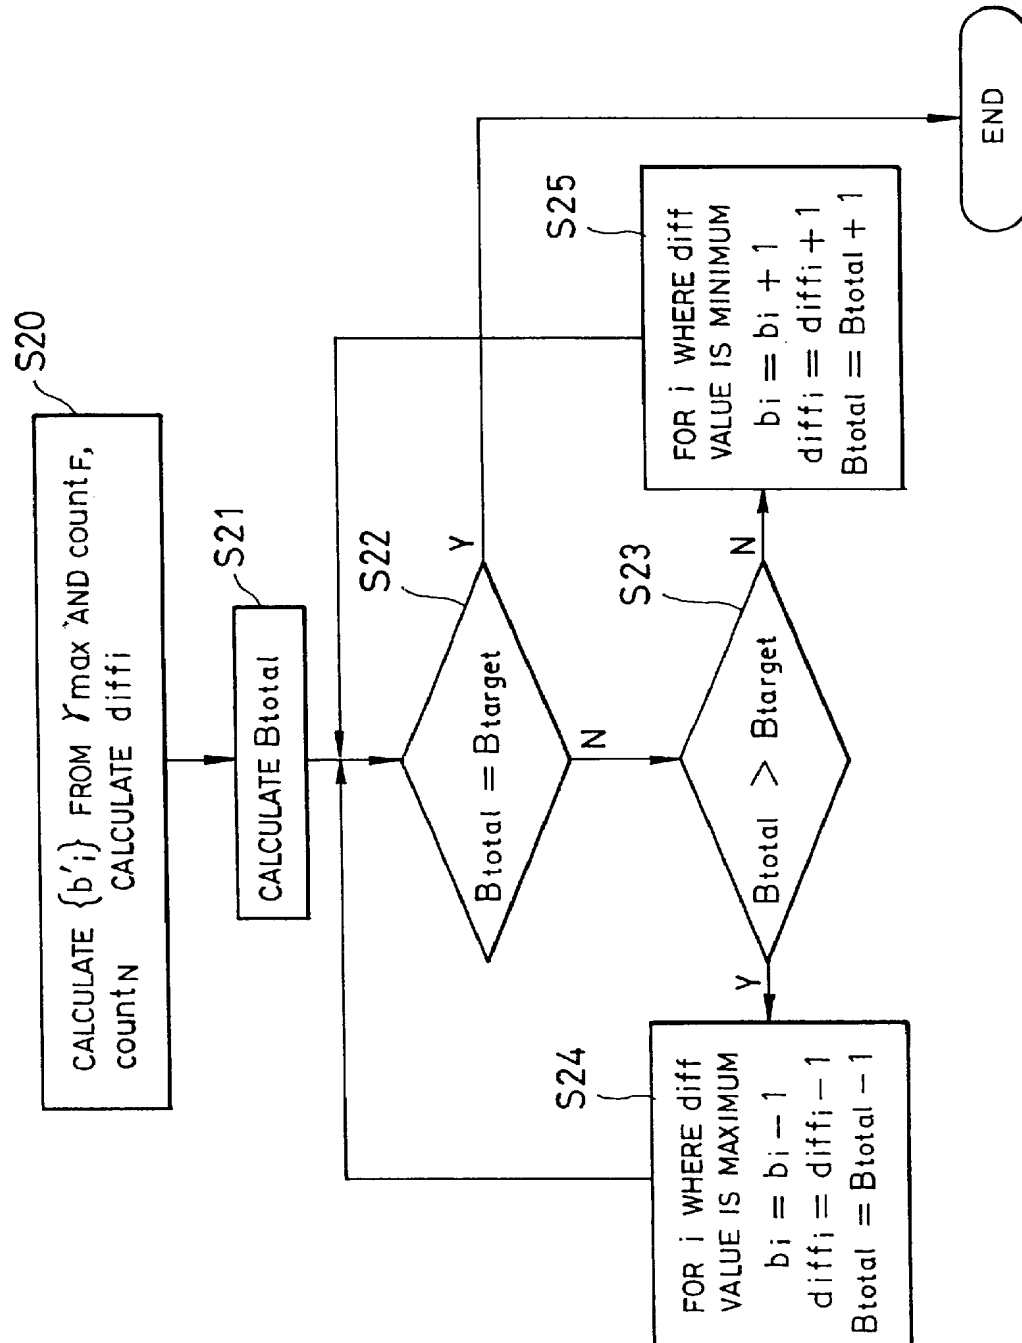 S20
CALCULATE {b'i} FROM γmax AND countF,
countN CALCULATE diffi
S21
CALCULATE Btotal
S22
Btotal = Btarget
Y
N
S23
Btotal > Btarget
Y
N
S24
FOR i WHERE diff
VALUE IS MAXIMUM
bi = bi − 1
diffi = diffi − 1
Btotal = Btotal − 1
S25
FOR i WHERE diff
VALUE IS MINIMUM
bi = bi + 1
diffi = diffi + 1
Btotal = Btotal + 1
END